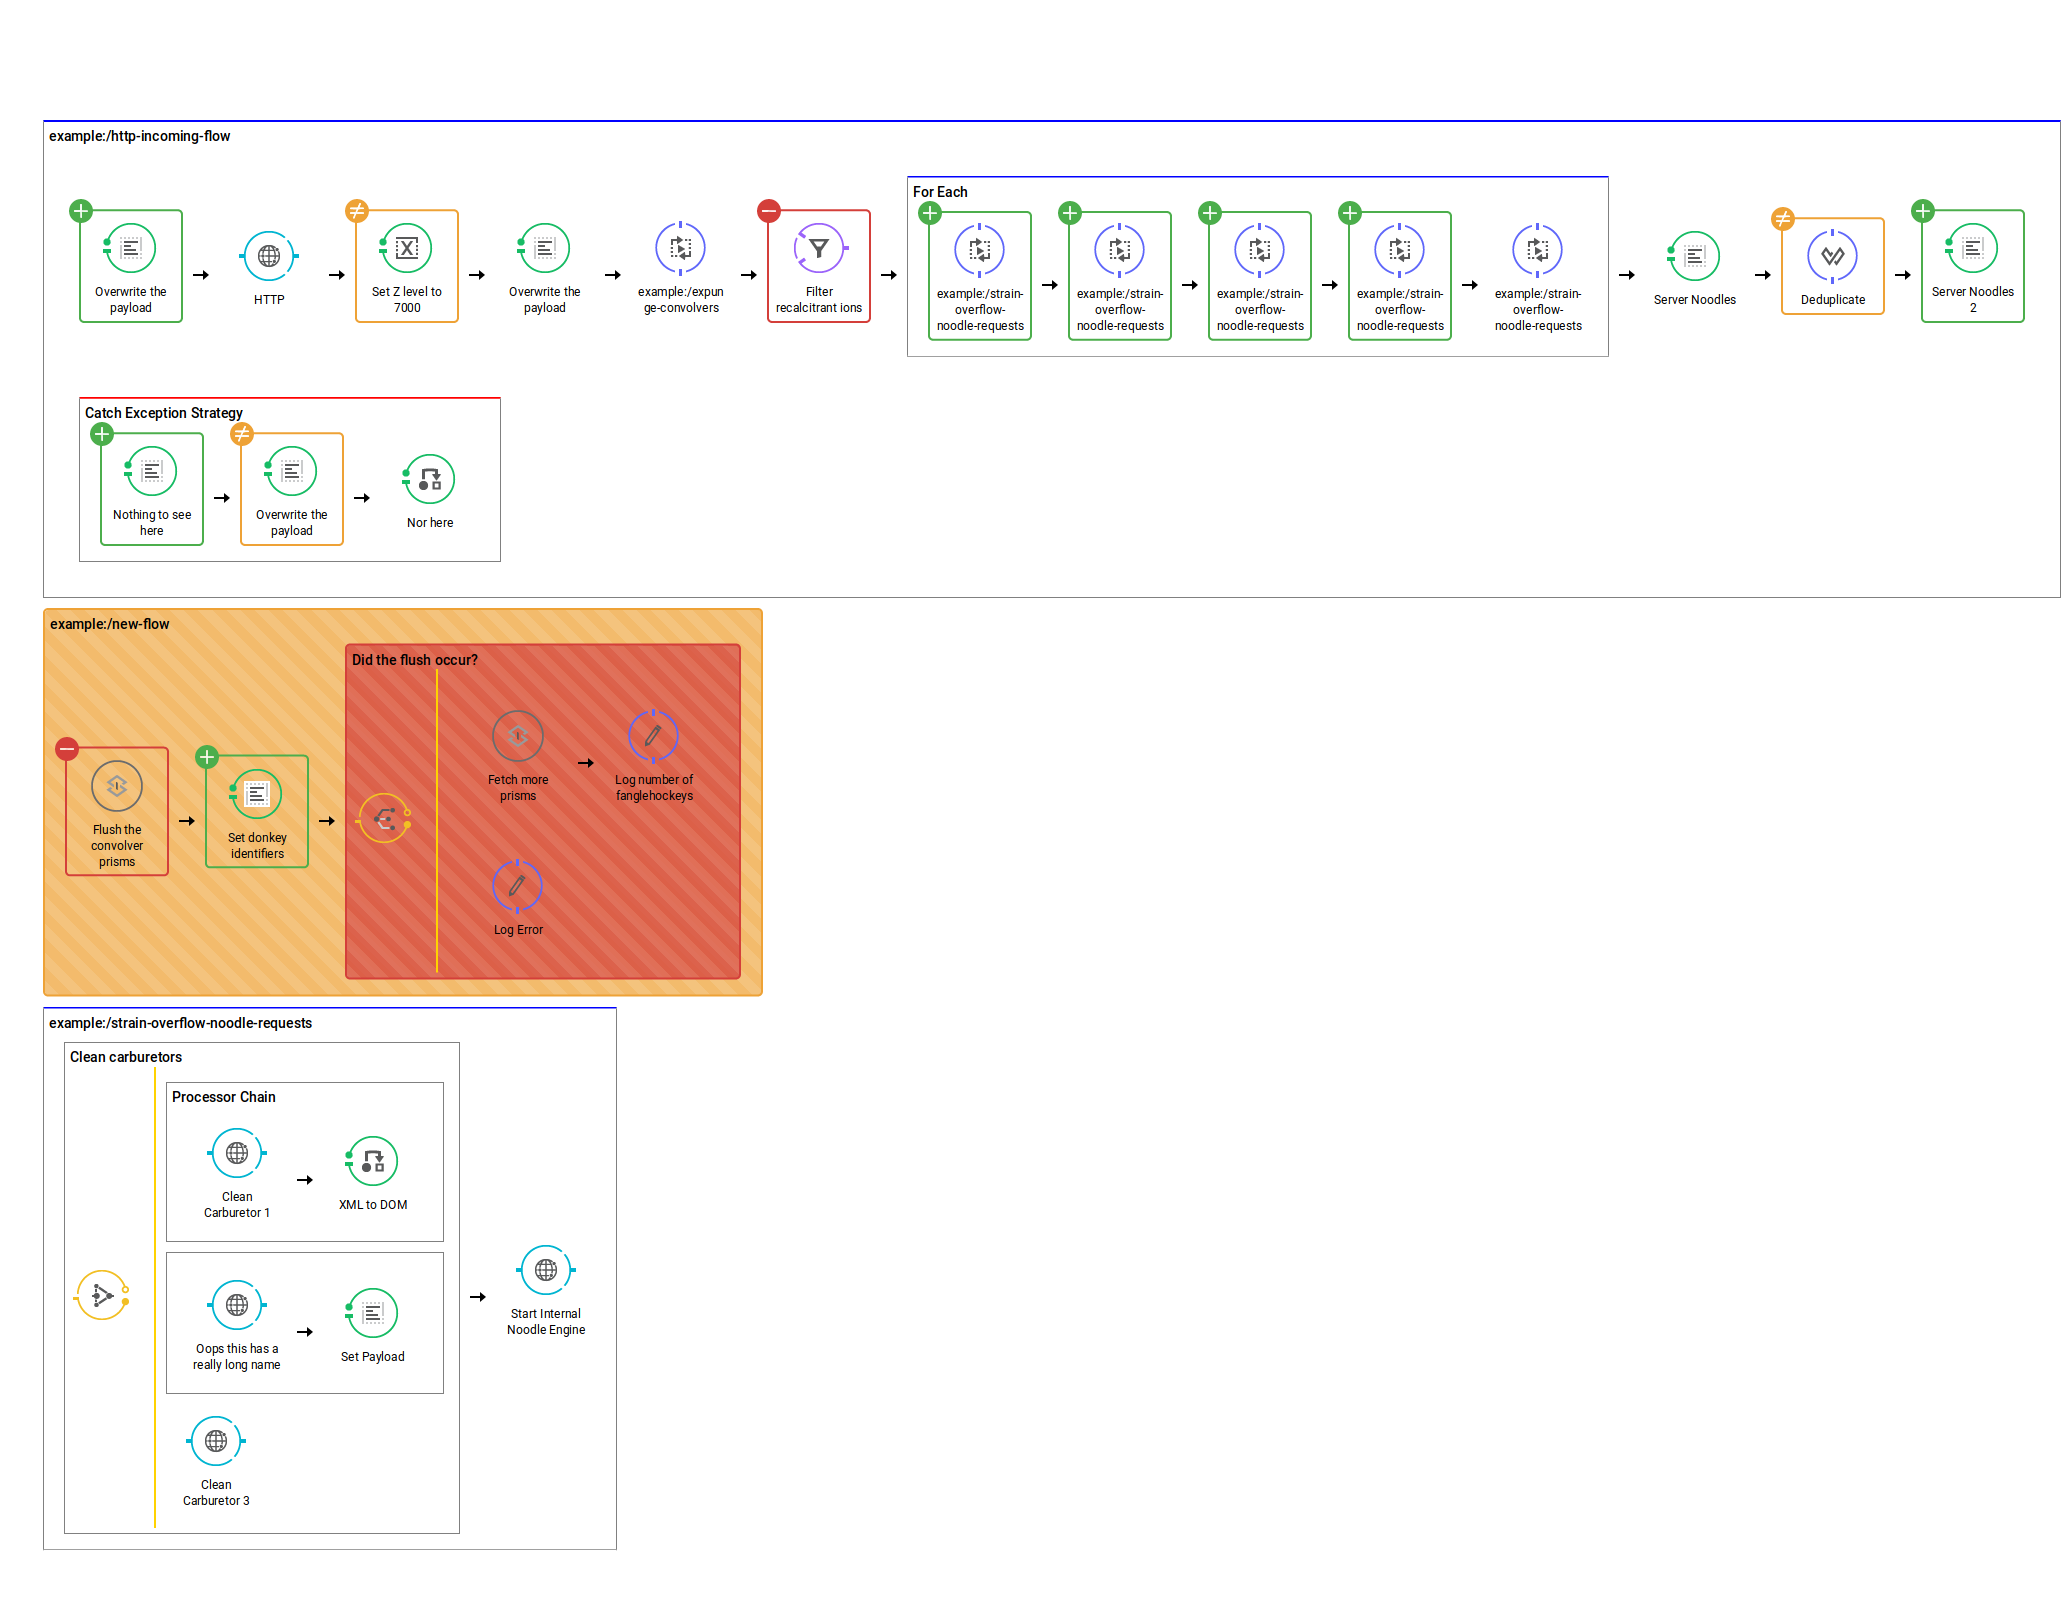 example:/http-incoming-flow
For Each
Overwrite the
payload
HTTP
Set Z level to
7000
Overwrite the
payload
example:/expun
ge-convolvers
Filter
recalcitrant ions
example:/strain-
overflow-
noodle-requests
example:/strain-
overflow-
noodle-requests
example:/strain-
overflow-
noodle-requests
example:/strain-
overflow-
noodle-requests
example:/strain-
overflow-
noodle-requests
Server Noodles
Deduplicate
Server Noodles
2
Catch Exception Strategy
Nothing to see
here
Overwrite the
payload
Nor here
example:/new-flow
Did the flush occur?
Flush the
convolver
prisms
Set donkey
identifiers
Fetch more
prisms
Log number of
fanglehockeys
Log Error
example:/strain-overflow-noodle-requests
Clean carburetors
Processor Chain
Clean
Carburetor 1
XML to DOM
Oops this has a
really long name
Set Payload
Clean
Carburetor 3
Start Internal
Noodle Engine